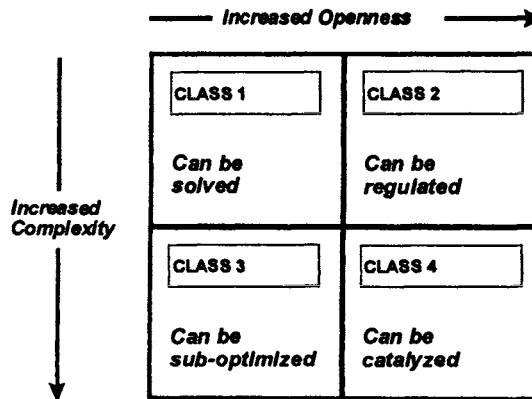 Increased Openness
CLASS 1
CLASS 2
Can be
solved
Can be
regulated
Increased
Complexity
CLASS 3
CLASS 4
Can be
sub-optimized
Can be
catalyzed